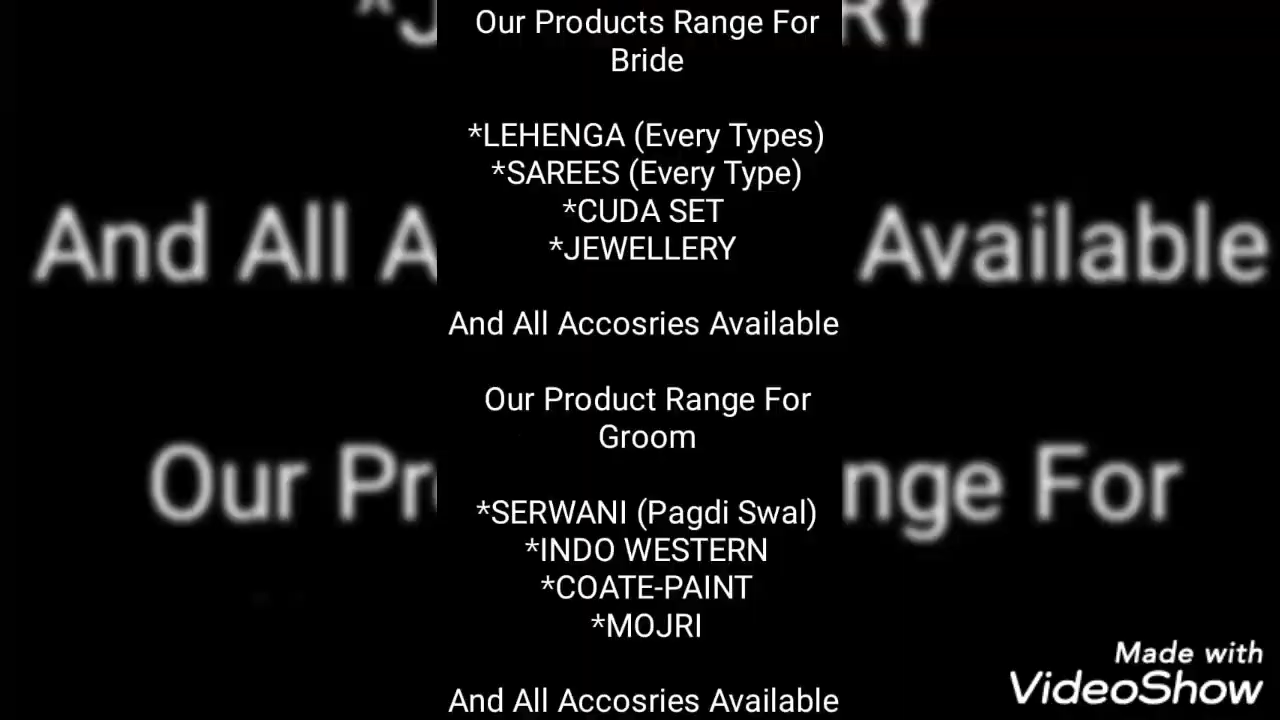 Our Products Range For
Bride
*LEHENGA (Every Types)
*SAREES (Every Type)
*CUDA SET
*JEWELLERY
And All Accosries Available
Our Product Range For
Groom
*SERWANI (Pagdi Swal)
*INDO WESTERN
*COATE-PAINT
*MOJRI
And All Accosries Available
Made with
VideoShow